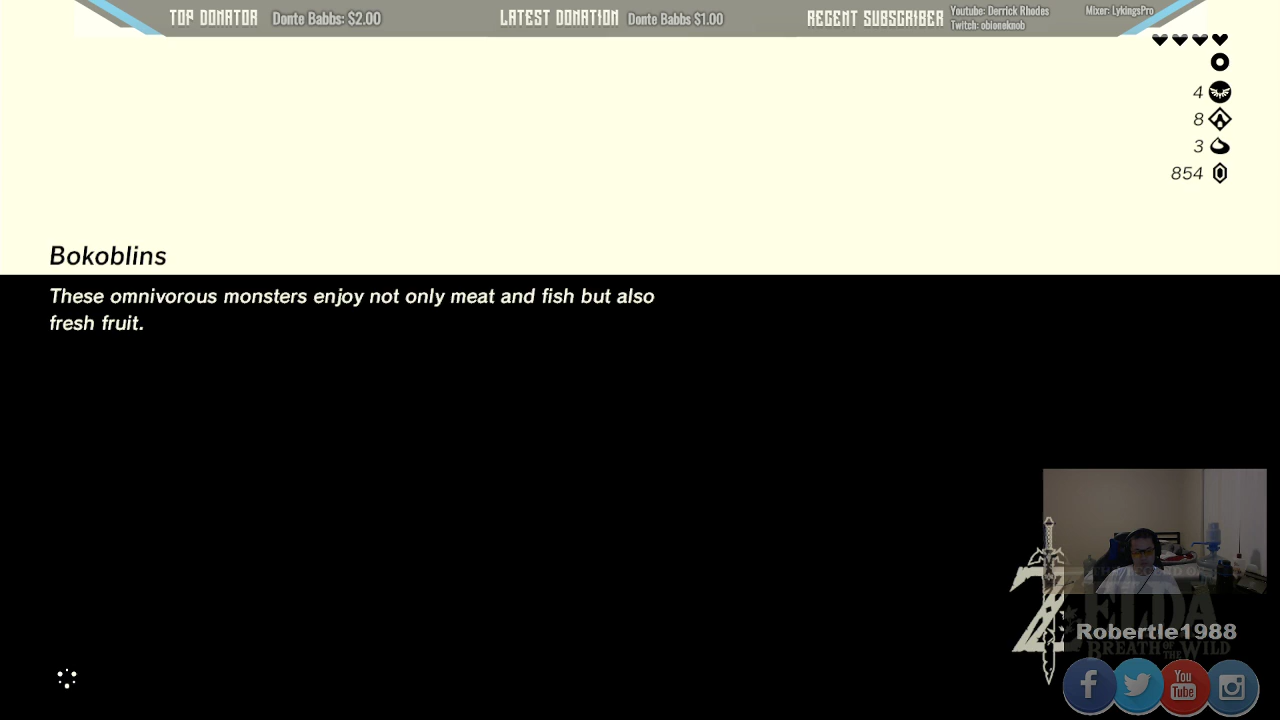 TOP DONATOR Donte Babbs: $2.00 LATEST DONATION Donte Babbs $1.00 RECENT SUBSCRIBER Youtube: Derrick Rhodes Mixer: LykingsPro
Twitch: obioneknob
4
8
3
854
Bokoblins
These omnivorous monsters enjoy not only meat and fish but also
fresh fruit.
ZELDA
Robertle1988
BREATH OF THE WILD
You
Tube